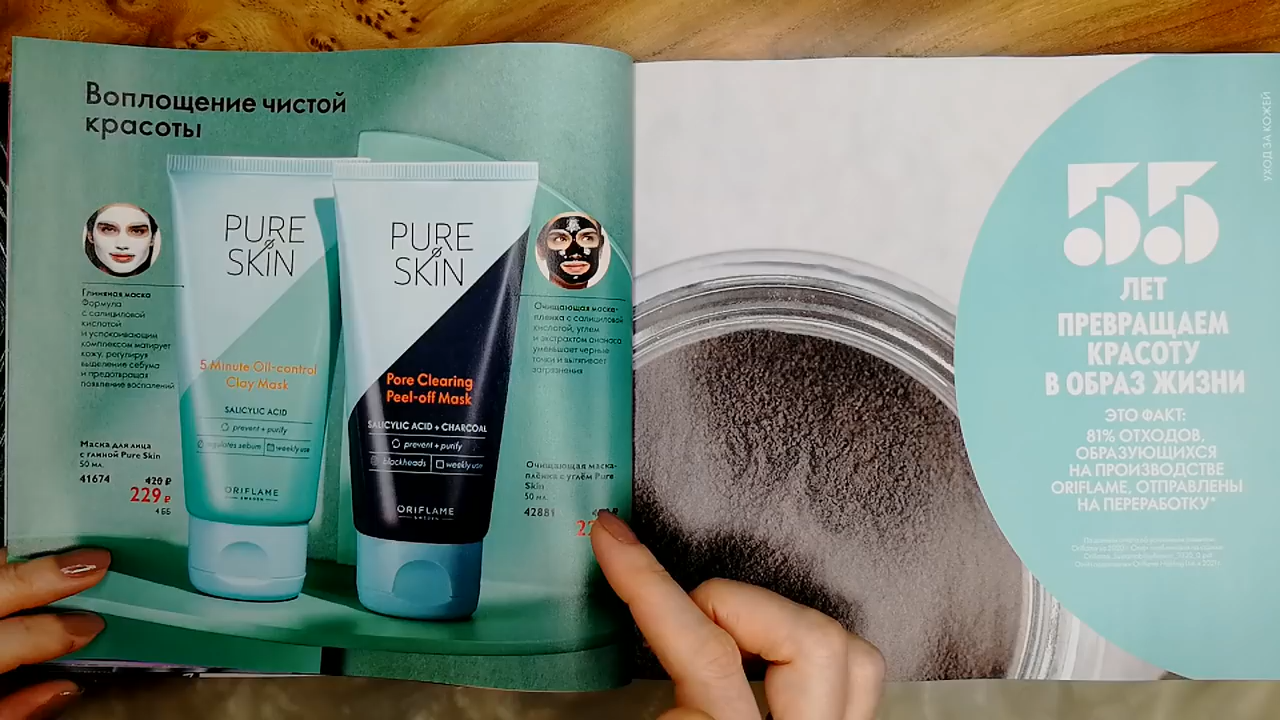 Воплощение чистой
красоты
PURE
SKIN
5 Minute Oil-control
Clay Mask
SALICYLIC ACID
prevent + purify
regulates sebum weekly use
ORIFLAME
SWEDEN
PURE
SKIN
Pore Clearing
Peel-off Mask
SALICYLIC ACID + CHARCOAL
prevent + purify
blackheads weekly use
ORIFLAME
SWEDEN
Глиняная маска
Формула
с салициловой
кислотой
и успокаивающим
комплексом матирует
кожу, регулируя
выделение себума
и предотвращая
появление воспалений
Маска для лица
с глиной Pure Skin
50 мл.
41674 420 ₽
229 ₽
4 ББ
Очищающая маска-
пленка с салициловой
кислотой, углем
и экстрактом ананаса
уменьшает черные
точки и вытягивает
загрязнения
Очищающая маска-
плёнка с углём Pure
Skin
50 мл.
42881
УХОД ЗА КОЖЕЙ
55
ЛЕТ
ПРЕВРАЩАЕМ
КРАСОТУ
В ОБРАЗ ЖИЗНИ
ЭТО ФАКТ:
81% ОТХОДОВ,
ОБРАЗУЮЩИХСЯ
НА ПРОИЗВОДСТВЕ
ORIFLAME, ОТПРАВЛЕНЫ
НА ПЕРЕРАБОТКУ*